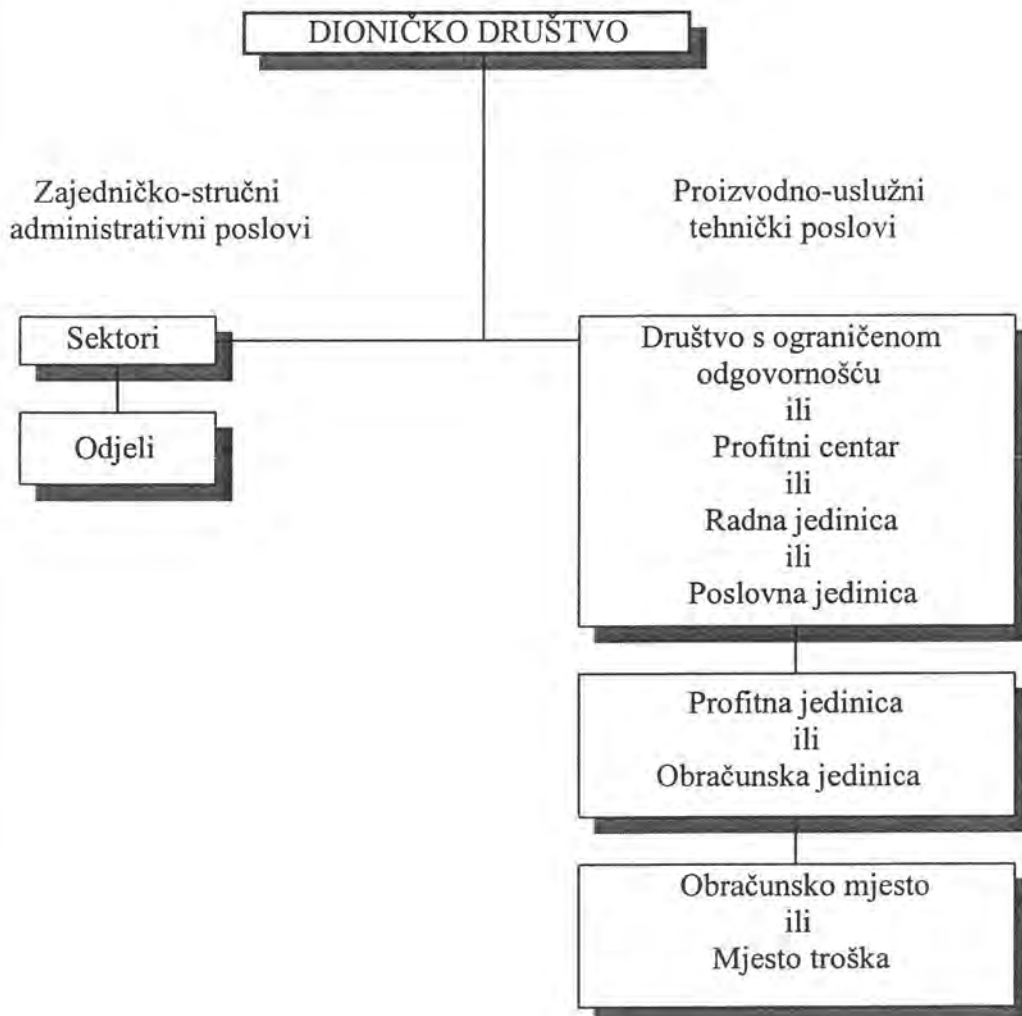 DIONIČKO DRUŠTVO
Zajedničko-stručni
administrativni poslovi
Proizvodno-uslužni
tehnički poslovi
Sektori
Odjeli
Društvo s ograničenom
odgovornošću
ili
Profitni centar
ili
Radna jedinica
ili
Poslovna jedinica
Profitna jedinica
ili
Obračunska jedinica
Obračunsko mjesto
ili
Mjesto troška